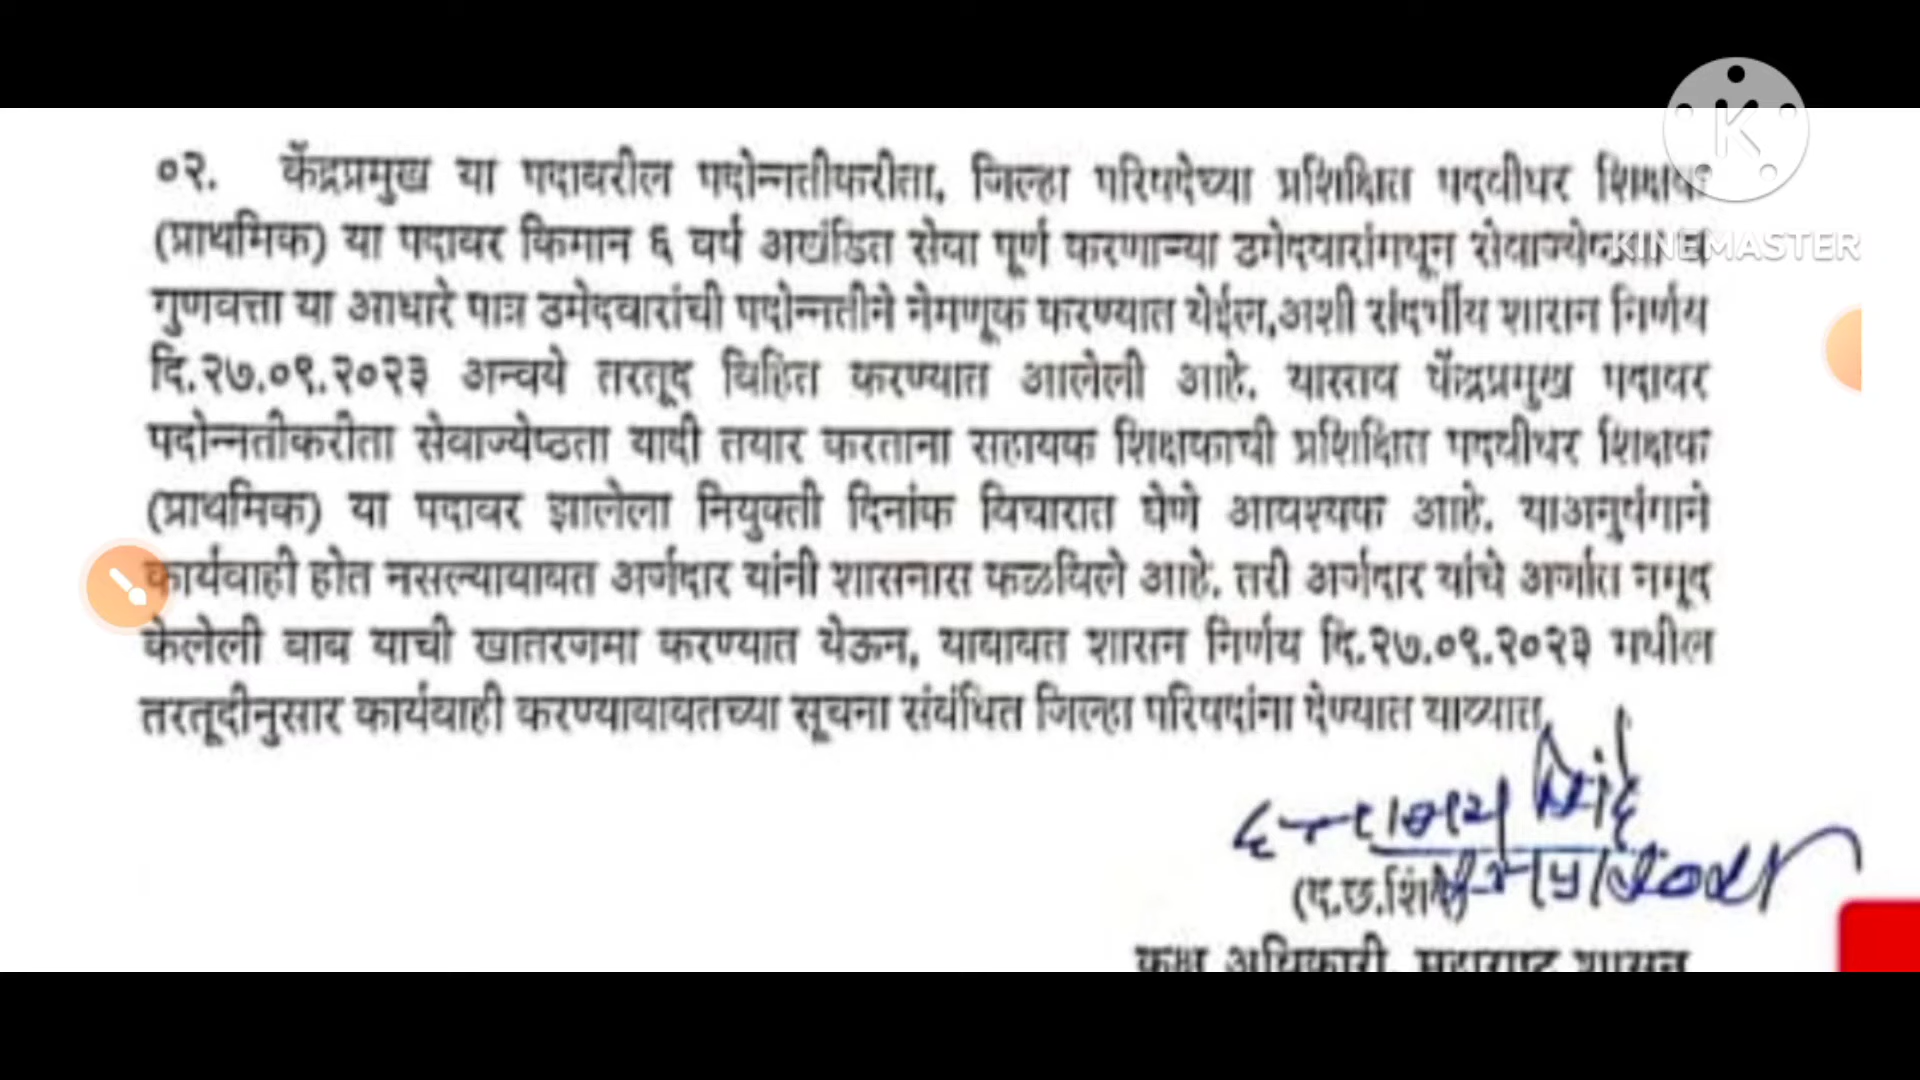 KINEMASTER
०२. केंद्रप्रमुख या पदावरील पदोन्नतीकरीता, जिल्हा परिषदेच्या प्रशिक्षित पदवीधर शिक्षक
(प्राथमिक) या पदावर किमान ६ वर्ष अखंडित सेवा पूर्ण करणाऱ्या उमेदवारांमधून सेवाज्येष्ठता व
गुणवत्ता या आधारे पात्र उमेदवारांची पदोन्नतीने नेमणूक करण्यात येईल,अशी संदर्भीय शासन निर्णय
दि.२७.०९.२०२३ अन्वये तरतूद विहित करण्यात आलेली आहे. यास्तव केंद्रप्रमुख पदावर
पदोन्नतीकरीता सेवाज्येष्ठता यादी तयार करताना सहायक शिक्षकाची प्रशिक्षित पदवीधर शिक्षक
(प्राथमिक) या पदावर झालेला नियुक्ती दिनांक विचारात घेणे आवश्यक आहे. याअनुषंगाने
कार्यवाही होत नसल्याबाबत अर्जदार यांनी शासनास कळविले आहे. तरी अर्जदार यांचे अर्जात नमूद
केलेली बाब याची खातरजमा करण्यात येऊन, याबाबत शासन निर्णय दि.२७.०९.२०२३ मधील
तरतूदीनुसार कार्यवाही करण्याबाबतच्या सूचना संबंधित जिल्हा परिषदांना देण्यात याव्यात.
(द.छ.शिंदे)
कक्ष अधिकारी, महाराष्ट्र शासन